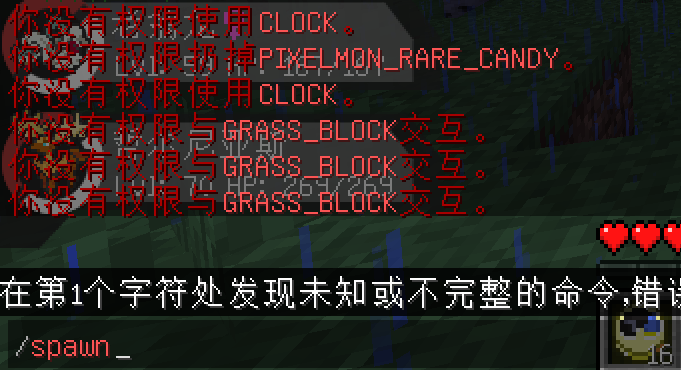 你没有权限使用CLOCK。
你没有权限扔掉PIXELMON_RARE_CANDY。
你没有权限使用CLOCK。
你没有权限与GRASS_BLOCK交互。
你没有权限与GRASS_BLOCK交互。
你没有权限与GRASS_BLOCK交互。
在第1个字符处发现未知或不完整的命令,错误
/spawn_
16